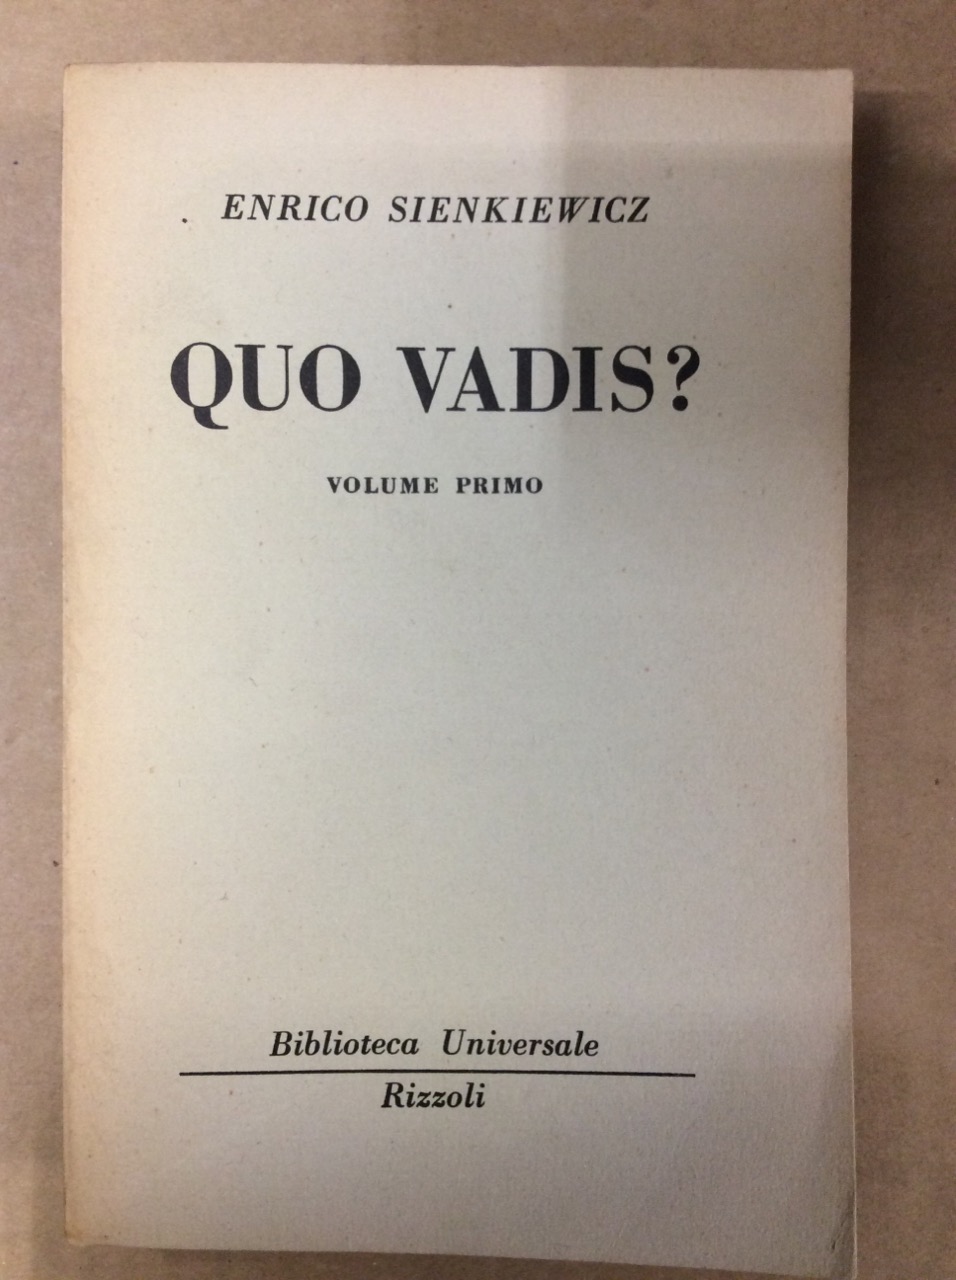 ENRICO SIENKIEWICZ
QUO VADIS?
VOLUME PRIMO
Biblioteca Universale
Rizzoli